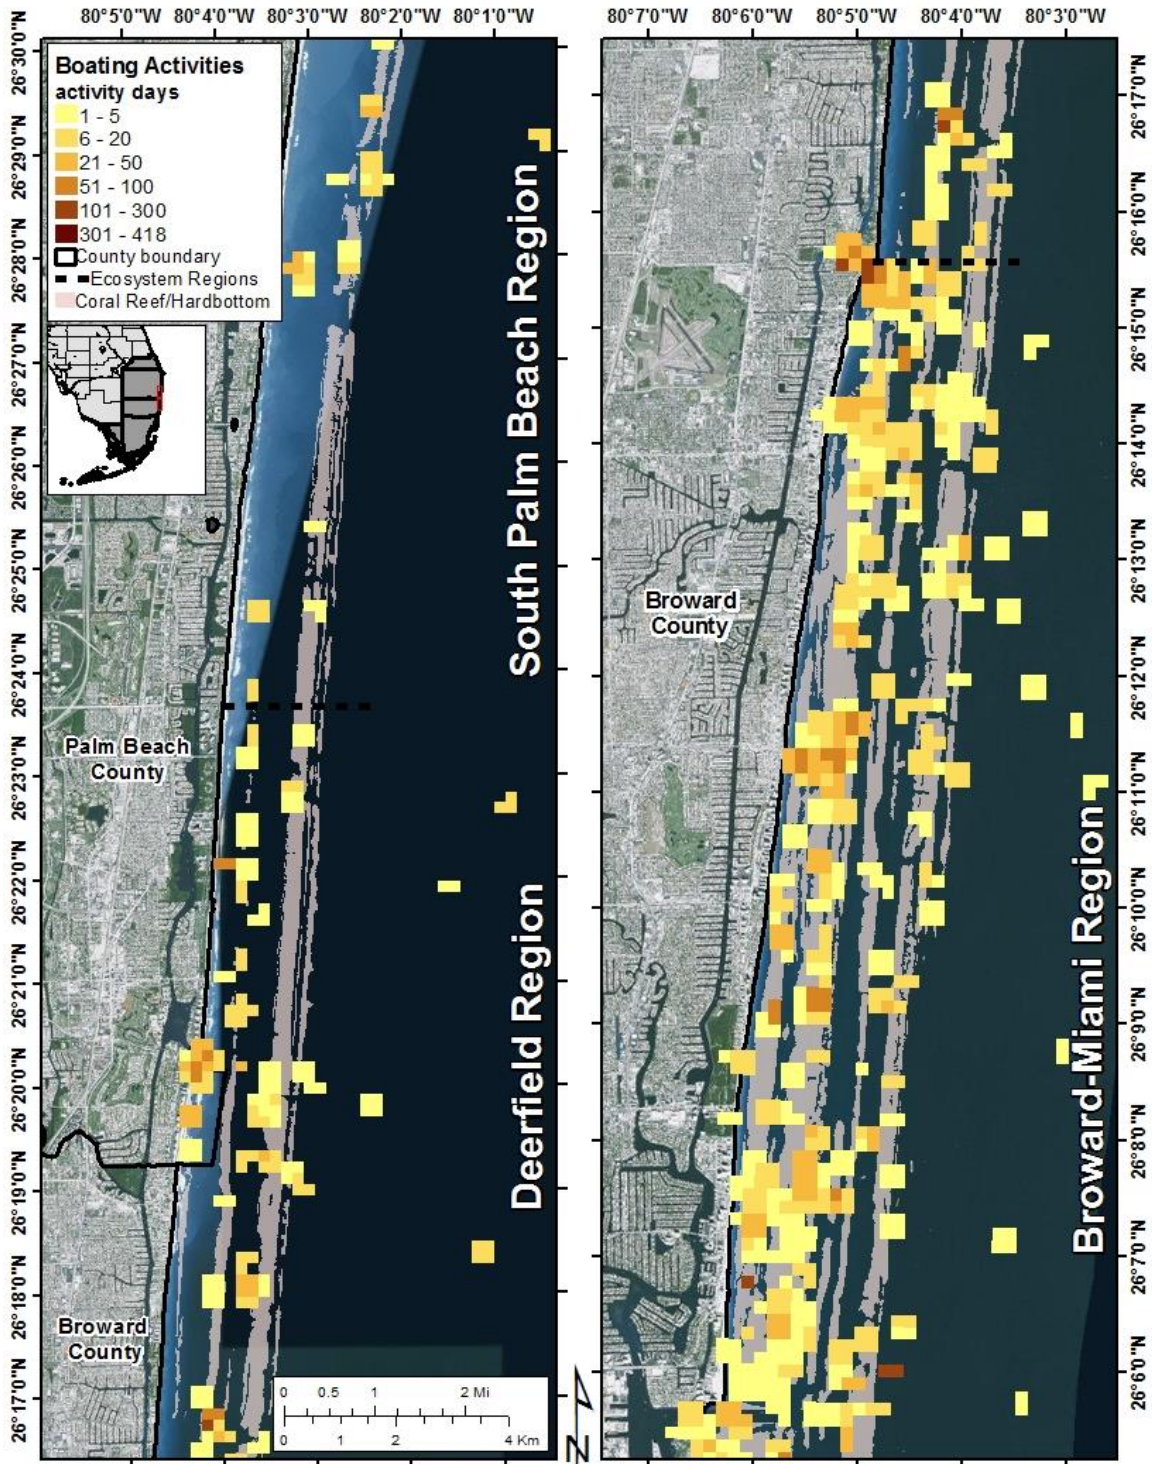 80°5'0"W 80°4'0"W 80°3'0"W 80°2'0"W 80°1'0"W
80°7'0"W 80°6'0"W 80°5'0"W 80°4'0"W 80°3'0"W
Boating Activities
activity days
1 - 5
6 - 20
21 - 50
51 - 100
101 - 300
301 - 418
County boundary
Ecosystem Regions
Coral Reef/Hardbottom
26°30'0"N
26°29'0"N
26°28'0"N
26°27'0"N
26°26'0"N
26°25'0"N
26°24'0"N
26°23'0"N
26°22'0"N
26°21'0"N
26°20'0"N
26°19'0"N
26°18'0"N
26°17'0"N
South Palm Beach Region
Deerfield Region
Palm Beach
County
Broward
County
0 0.5 1 2 Mi
0 1 2 4 Km
N
Broward
County
Broward-Miami Region
26°17'0"N
26°16'0"N
26°15'0"N
26°14'0"N
26°13'0"N
26°12'0"N
26°11'0"N
26°10'0"N
26°9'0"N
26°8'0"N
26°7'0"N
26°6'0"N